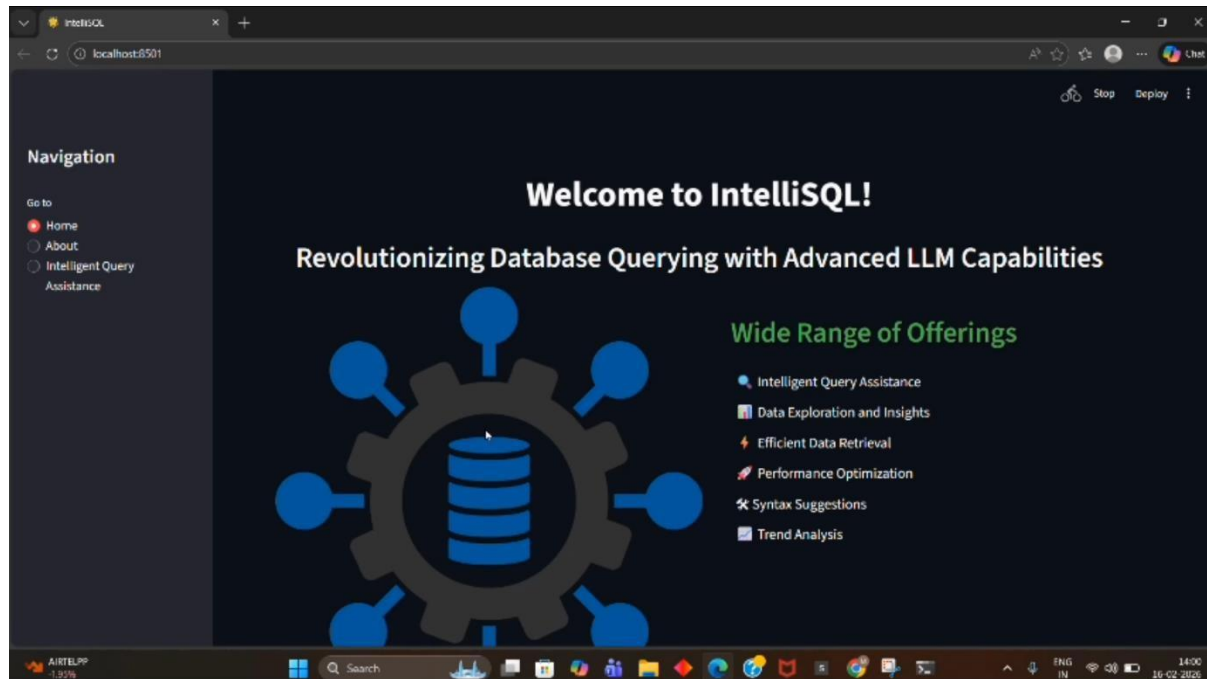 IntelliSQL
localhost:8501
Chat
Stop Deploy
Navigation
Go to
Home
About
Intelligent Query
Assistance
Welcome to IntelliSQL!
Revolutionizing Database Querying with Advanced LLM Capabilities
Wide Range of Offerings
Intelligent Query Assistance
Data Exploration and Insights
Efficient Data Retrieval
Performance Optimization
Syntax Suggestions
Trend Analysis
AIRTELPP
-1.95%
Search
ENG
IN
14:00
16-02-2026